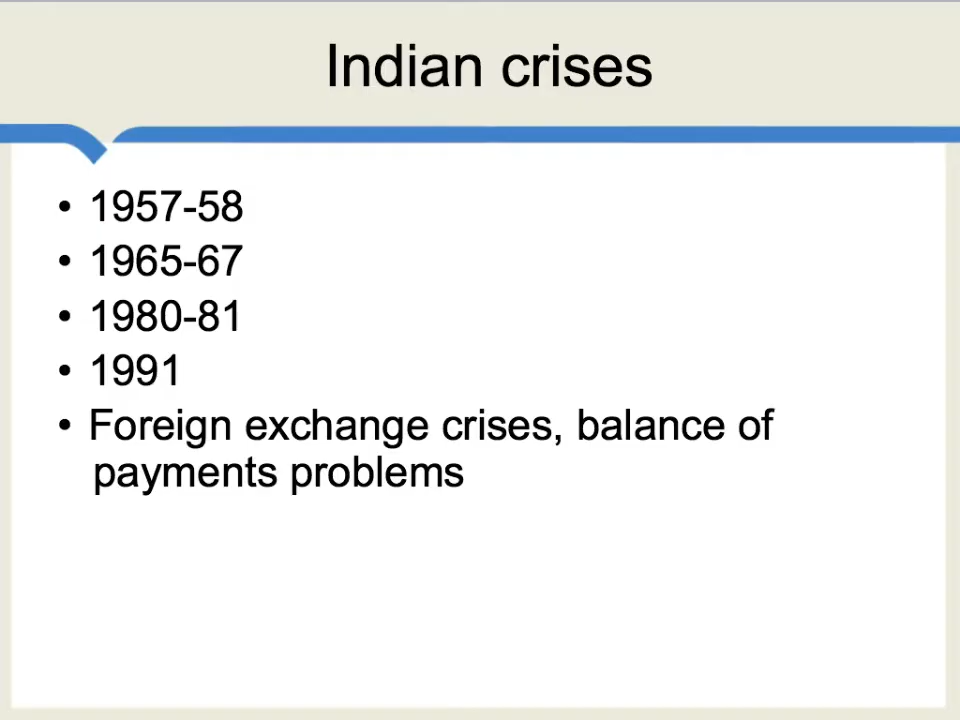 Indian crises
• 1957-58
• 1965-67
• 1980-81
• 1991
• Foreign exchange crises, balance of
payments problems